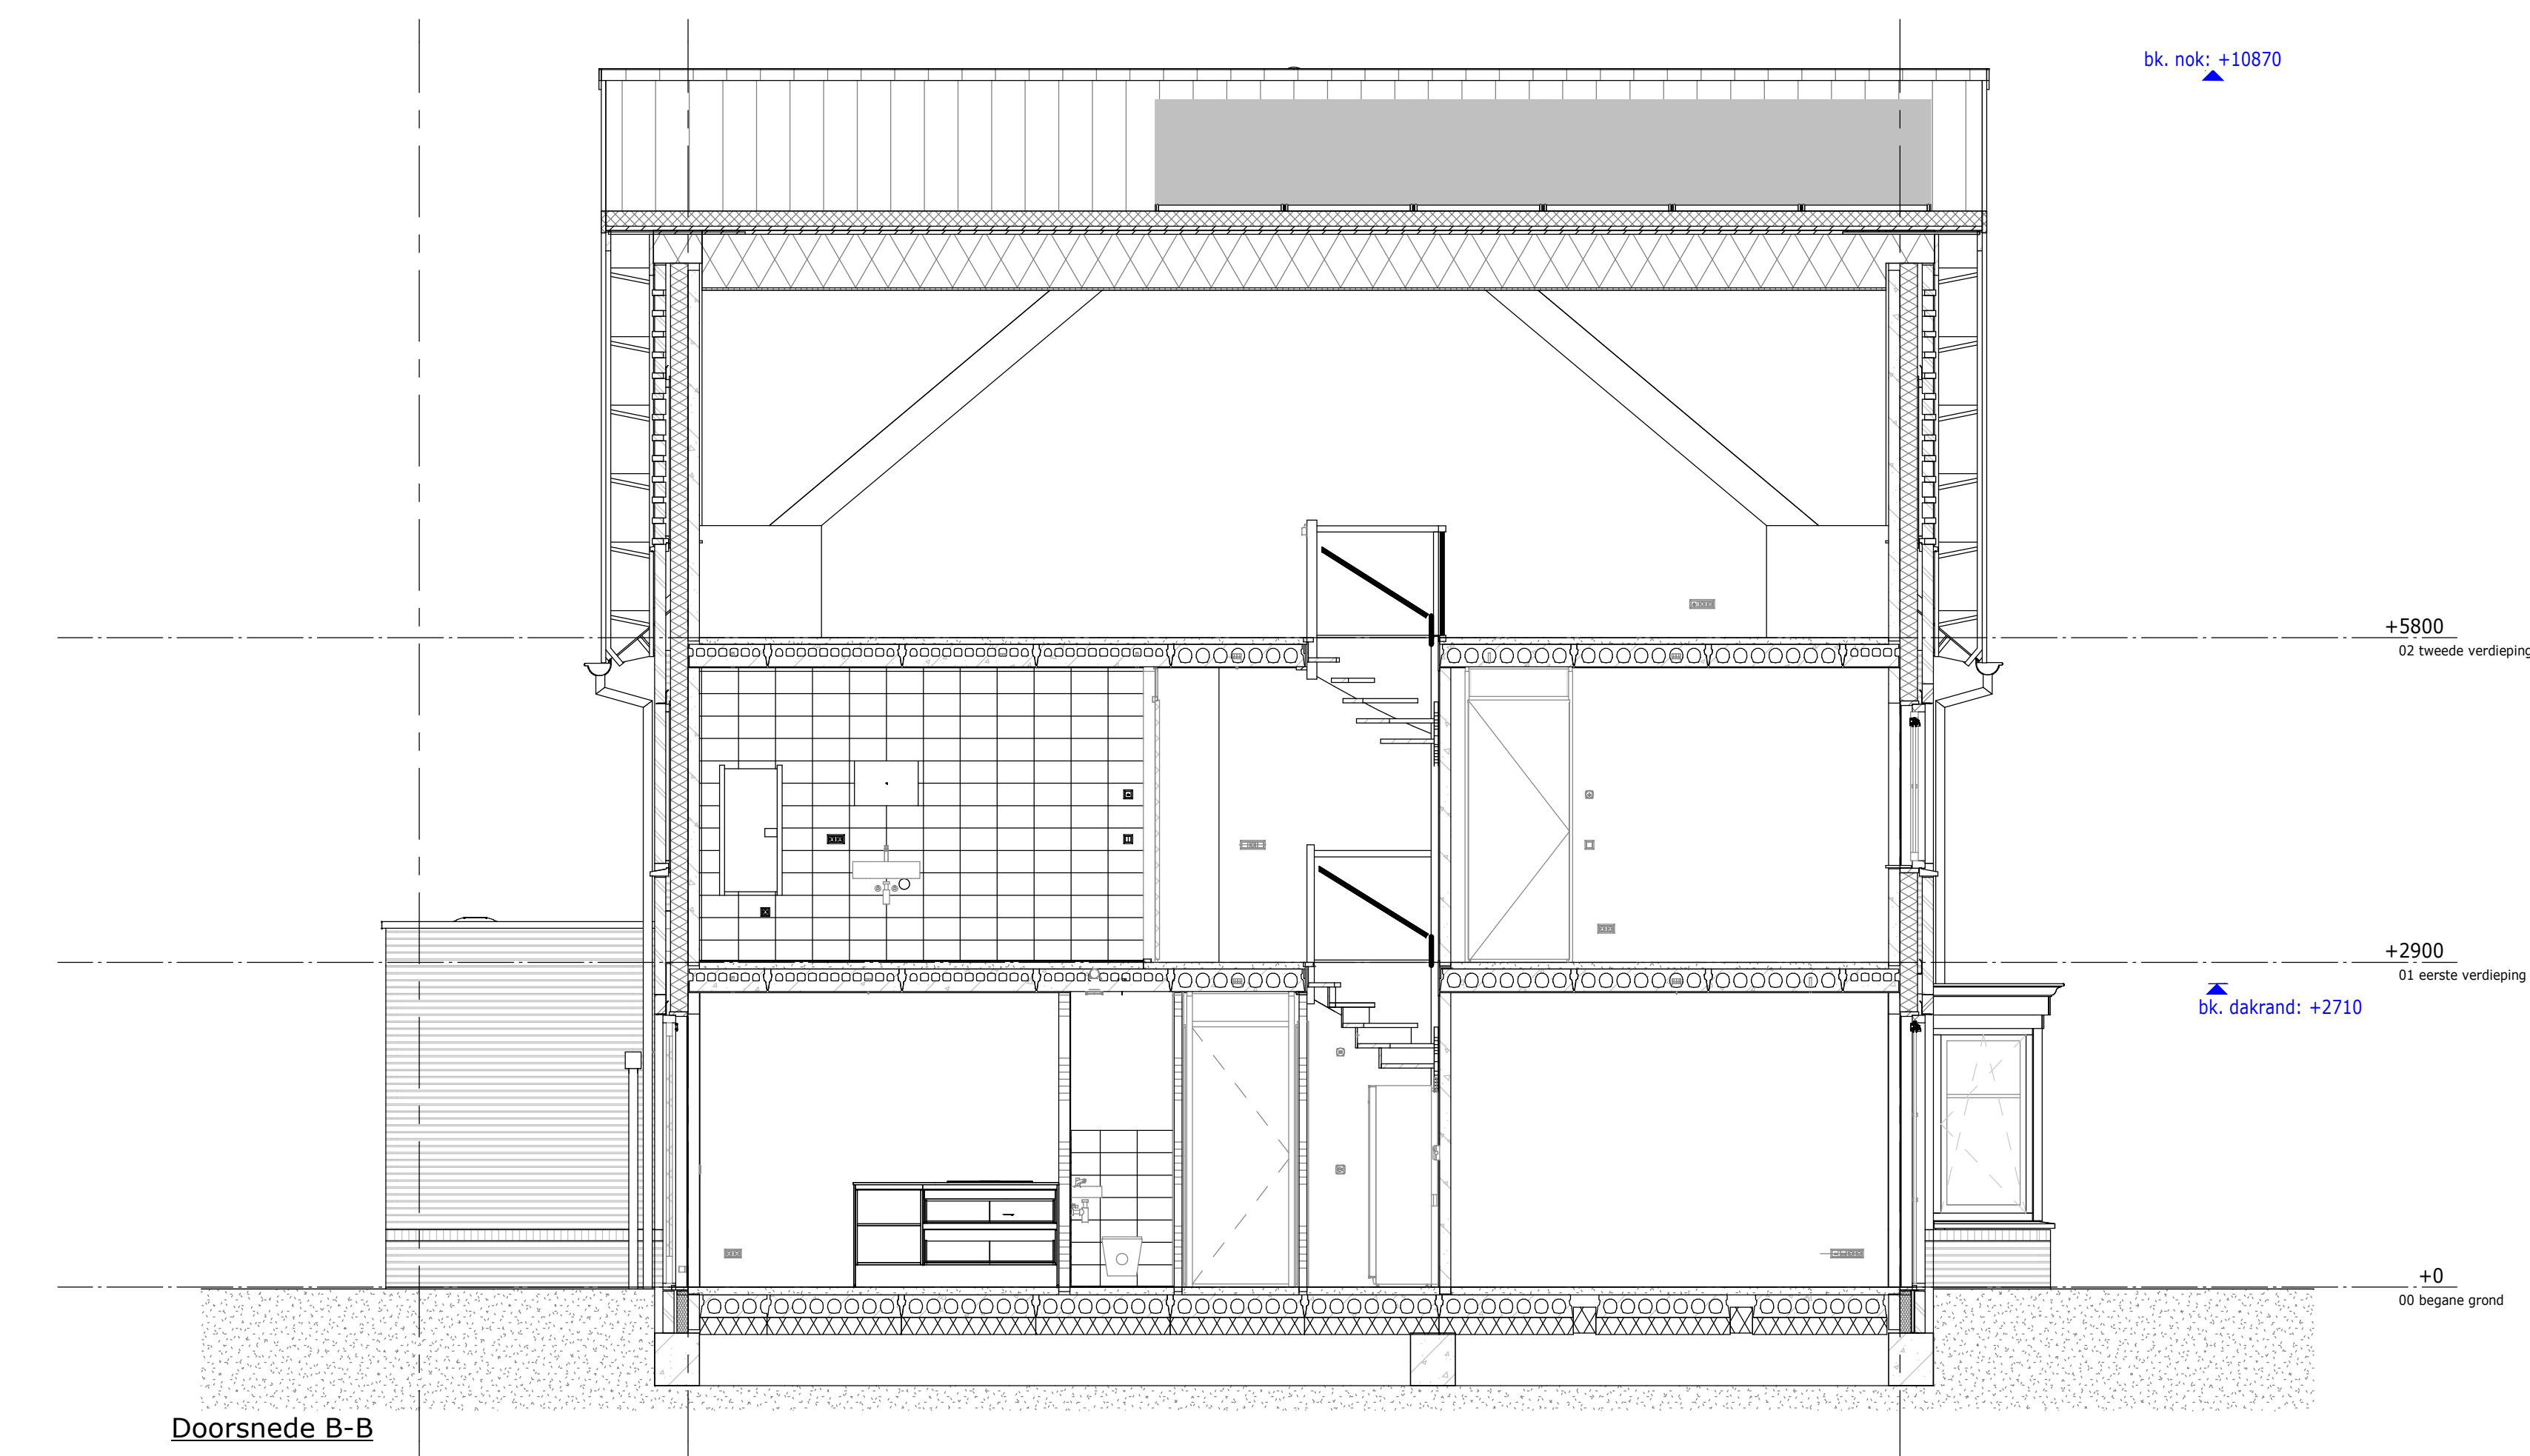 bk. nok: +10870
+5800
02 tweede verdieping
+2900
01 eerste verdieping
bk. dakrand: +2710
+0
00 begane grond
Doorsnede B-B